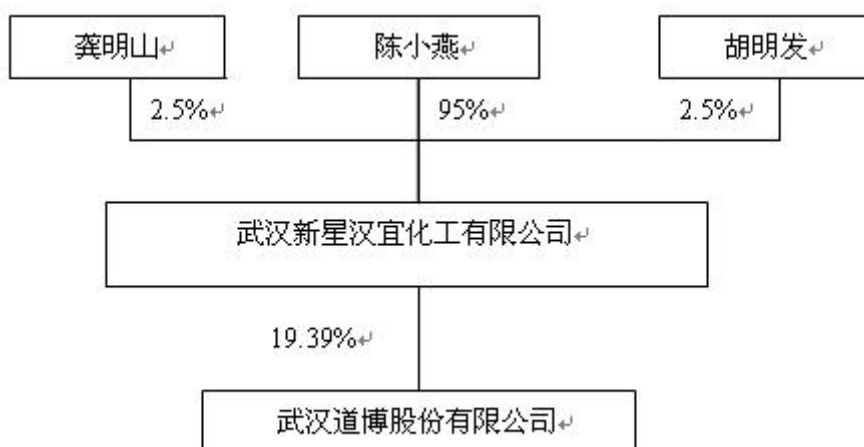 龚明山 陈小燕 胡明发
2.5% 95% 2.5%
武汉新星汉宜化工有限公司
19.39%
武汉道博股份有限公司